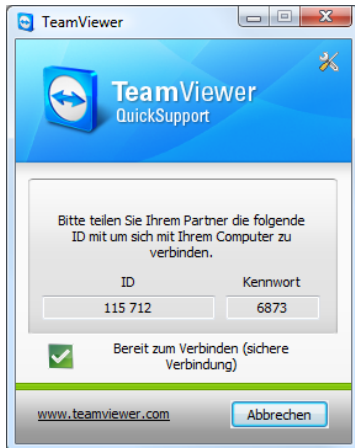 TeamViewer
TeamViewer
QuickSupport
Bitte teilen Sie Ihrem Partner die folgende
ID mit um sich mit Ihrem Computer zu
verbinden.
ID Kennwort
115 712 6873
Bereit zum Verbinden (sichere
Verbindung)
www.teamviewer.com Abbrechen